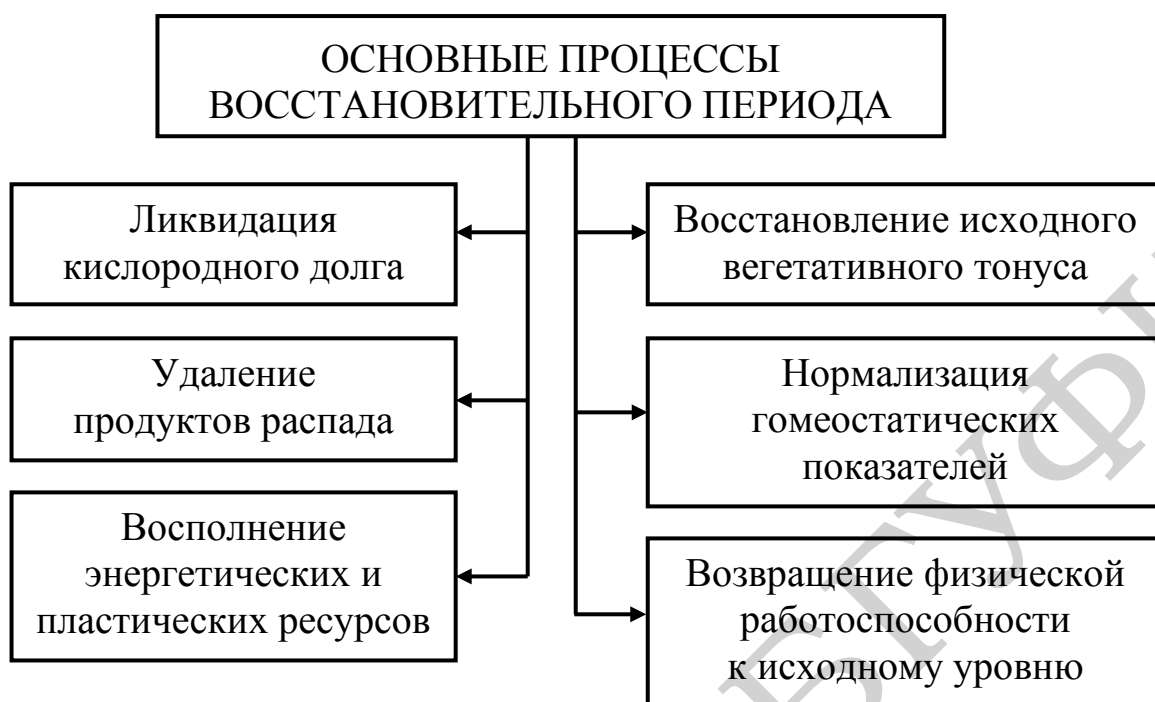 ОСНОВНЫЕ ПРОЦЕССЫ
ВОССТАНОВИТЕЛЬНОГО ПЕРИОДА
Ликвидация
кислородного долга
Удаление
продуктов распада
Восполнение
энергетических и
пластических ресурсов
Восстановление исходного
вегетативного тонуса
Нормализация
гомеостатических
показателей
Возвращение физической
работоспособности
к исходному уровню
БГУФ